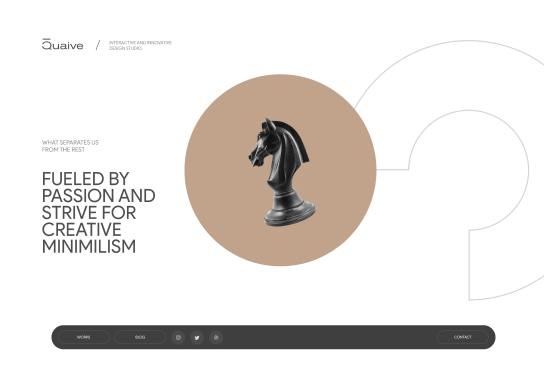 Quaive
/
INTERACTIVE AND INNOVATIVE
DESIGN STUDIO.
WHAT SEPARATES US
FROM THE REST
FUELED BY
PASSION AND
STRIVE FOR
CREATIVE
MINIMILISM
WORKS
BLOG
CONTACT